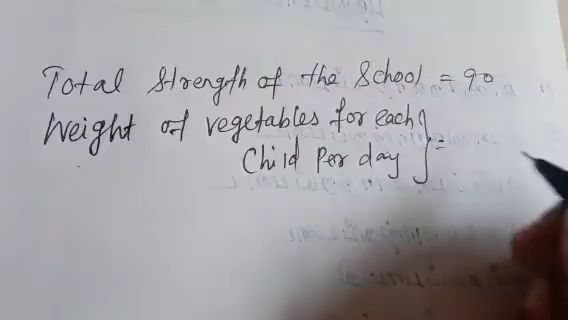 Total Strength of the School = 90
Weight of vegetables for each
Child Per day } =